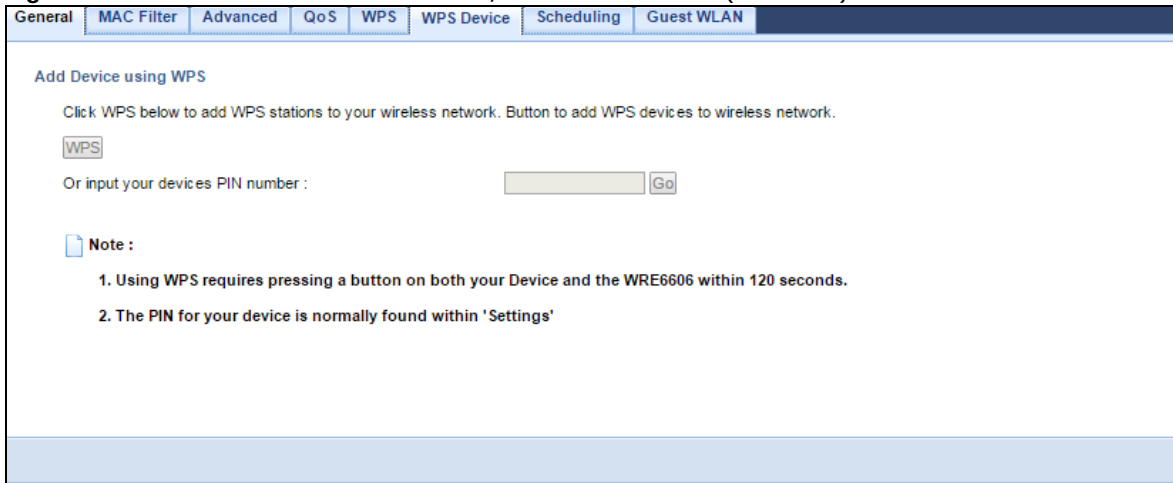 General MAC Filter Advanced QoS WPS WPS Device Scheduling Guest WLAN
Add Device using WPS
Click WPS below to add WPS stations to your wireless network. Button to add WPS devices to wireless network.
WPS
Or input your devices PIN number : Go
Note :
1. Using WPS requires pressing a button on both your Device and the WRE6606 within 120 seconds.
2. The PIN for your device is normally found within 'Settings'